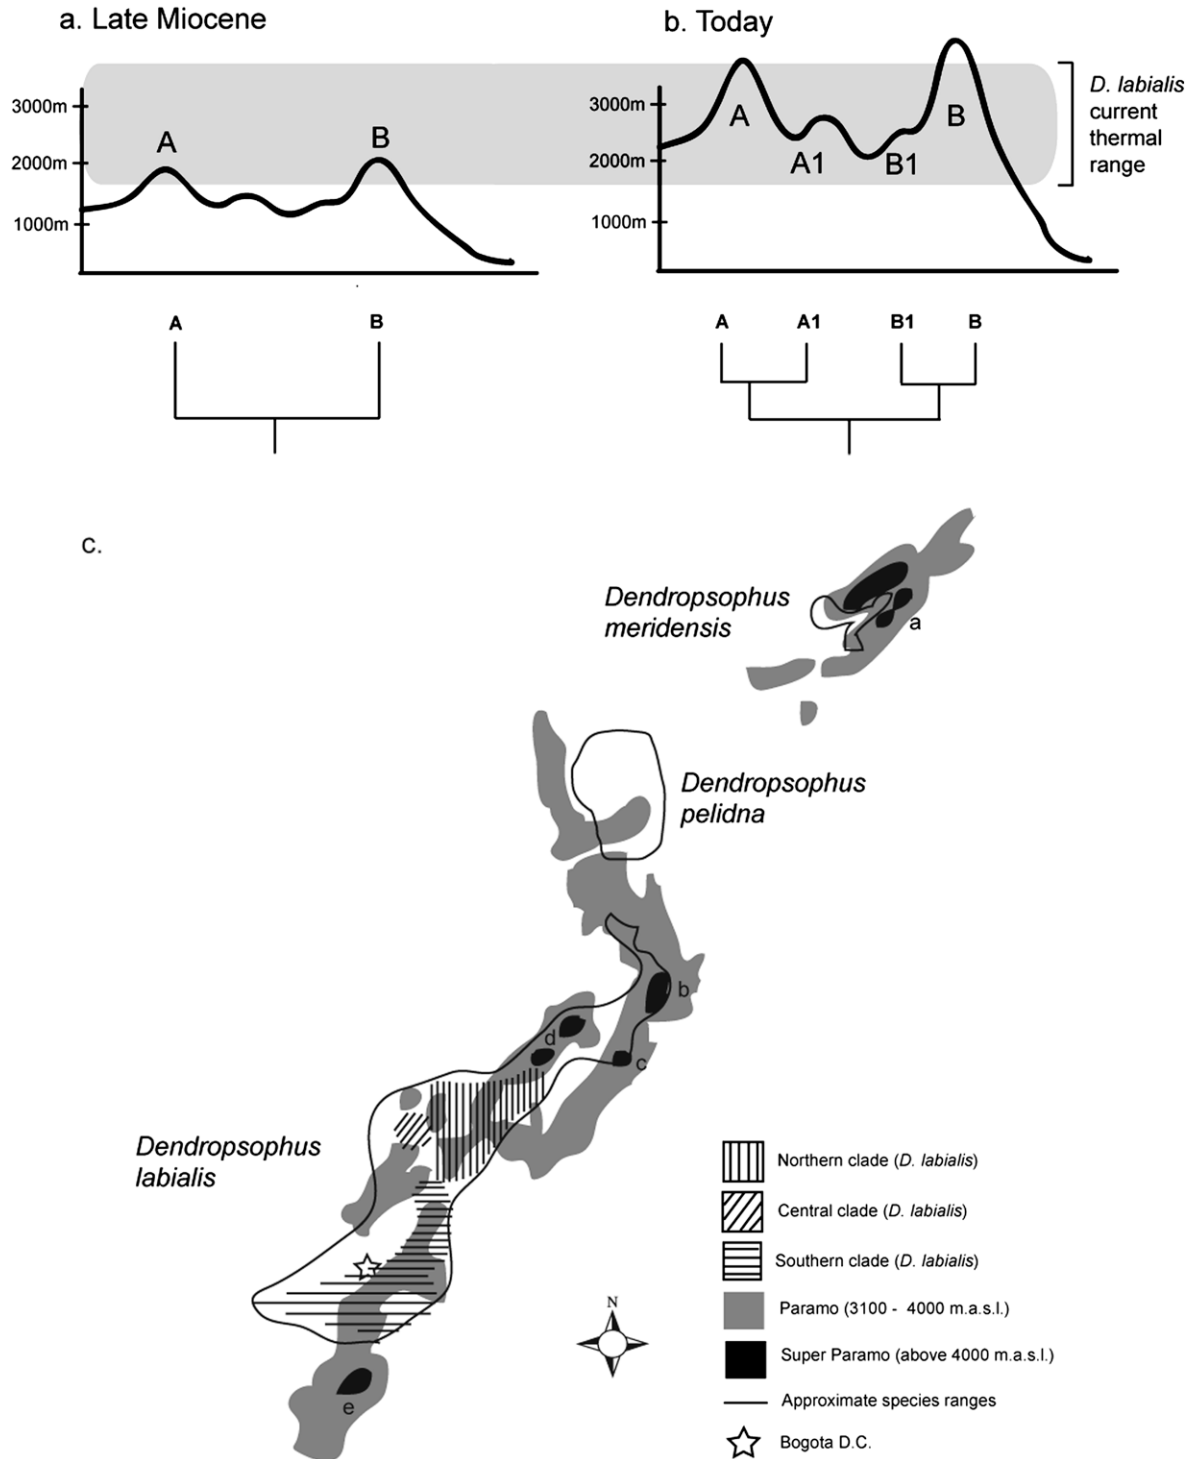 a. Late Miocene
b. Today
3000m
2000m
1000m
A
B
3000m
2000m
1000m
A
A1
B1
B
D. labialis
current
thermal
range
A
B
A
A1
B1
B
c.
Dendropsophus
meridensis
a
Dendropsophus
pelidna
b
d
c
Dendropsophus
labialis
e
N
Northern clade (D. labialis)
Central clade (D. labialis)
Southern clade (D. labialis)
Paramo (3100 - 4000 m.a.s.l.)
Super Paramo (above 4000 m.a.s.l.)
Approximate species ranges
Bogota D.C.